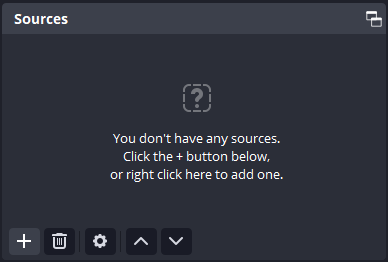 Sources
You don't have any sources.
Click the + button below,
or right click here to add one.